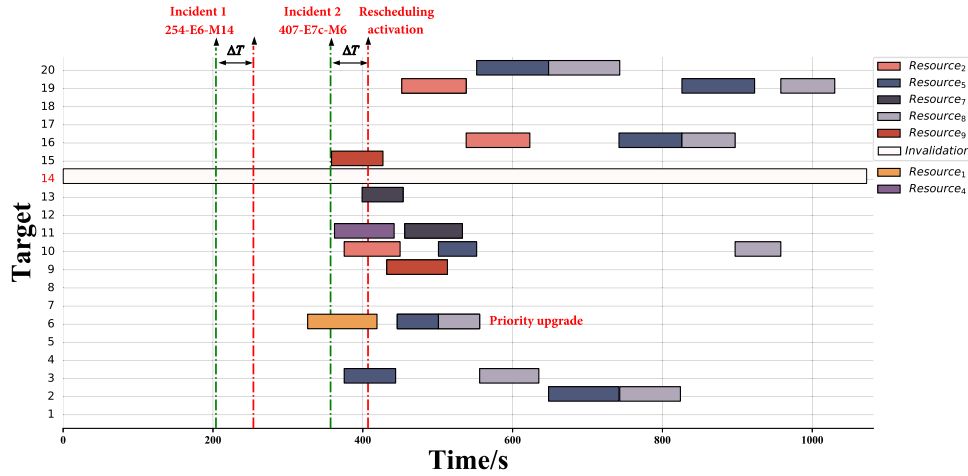 Incident 1
254-E6-M14
Incident 2
407-E7c-M6
Rescheduling
activation
ΔT
ΔT
Target
20
19
18
17
16
15
14
13
12
11
10
9
8
7
6
5
4
3
2
1
Priority upgrade
0
200
400
600
800
1000
Time/s
Resource₂
Resource₅
Resource₇
Resource₈
Resource₉
Invalidation
Resource₁
Resource₄